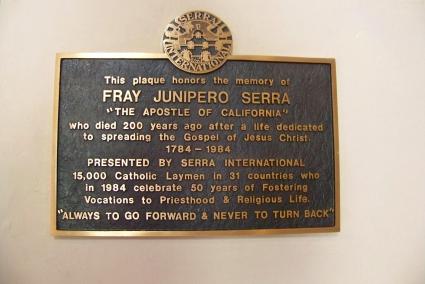 SERRA
INTERNATIONAL
This plaque honors the memory of
FRAY JUNIPERO SERRA
"THE APOSTLE OF CALIFORNIA"
who died 200 years ago after a life dedicated
to spreading the Gospel of Jesus Christ.
1784-1984
PRESENTED BY SERRA INTERNATIONAL
15,000 Catholic Laymen in 31 countries who
in 1984 celebrate 50 years of Fostering
Vocations to Priesthood & Religious Life.
"ALWAYS TO GO FORWARD & NEVER TO TURN BACK"